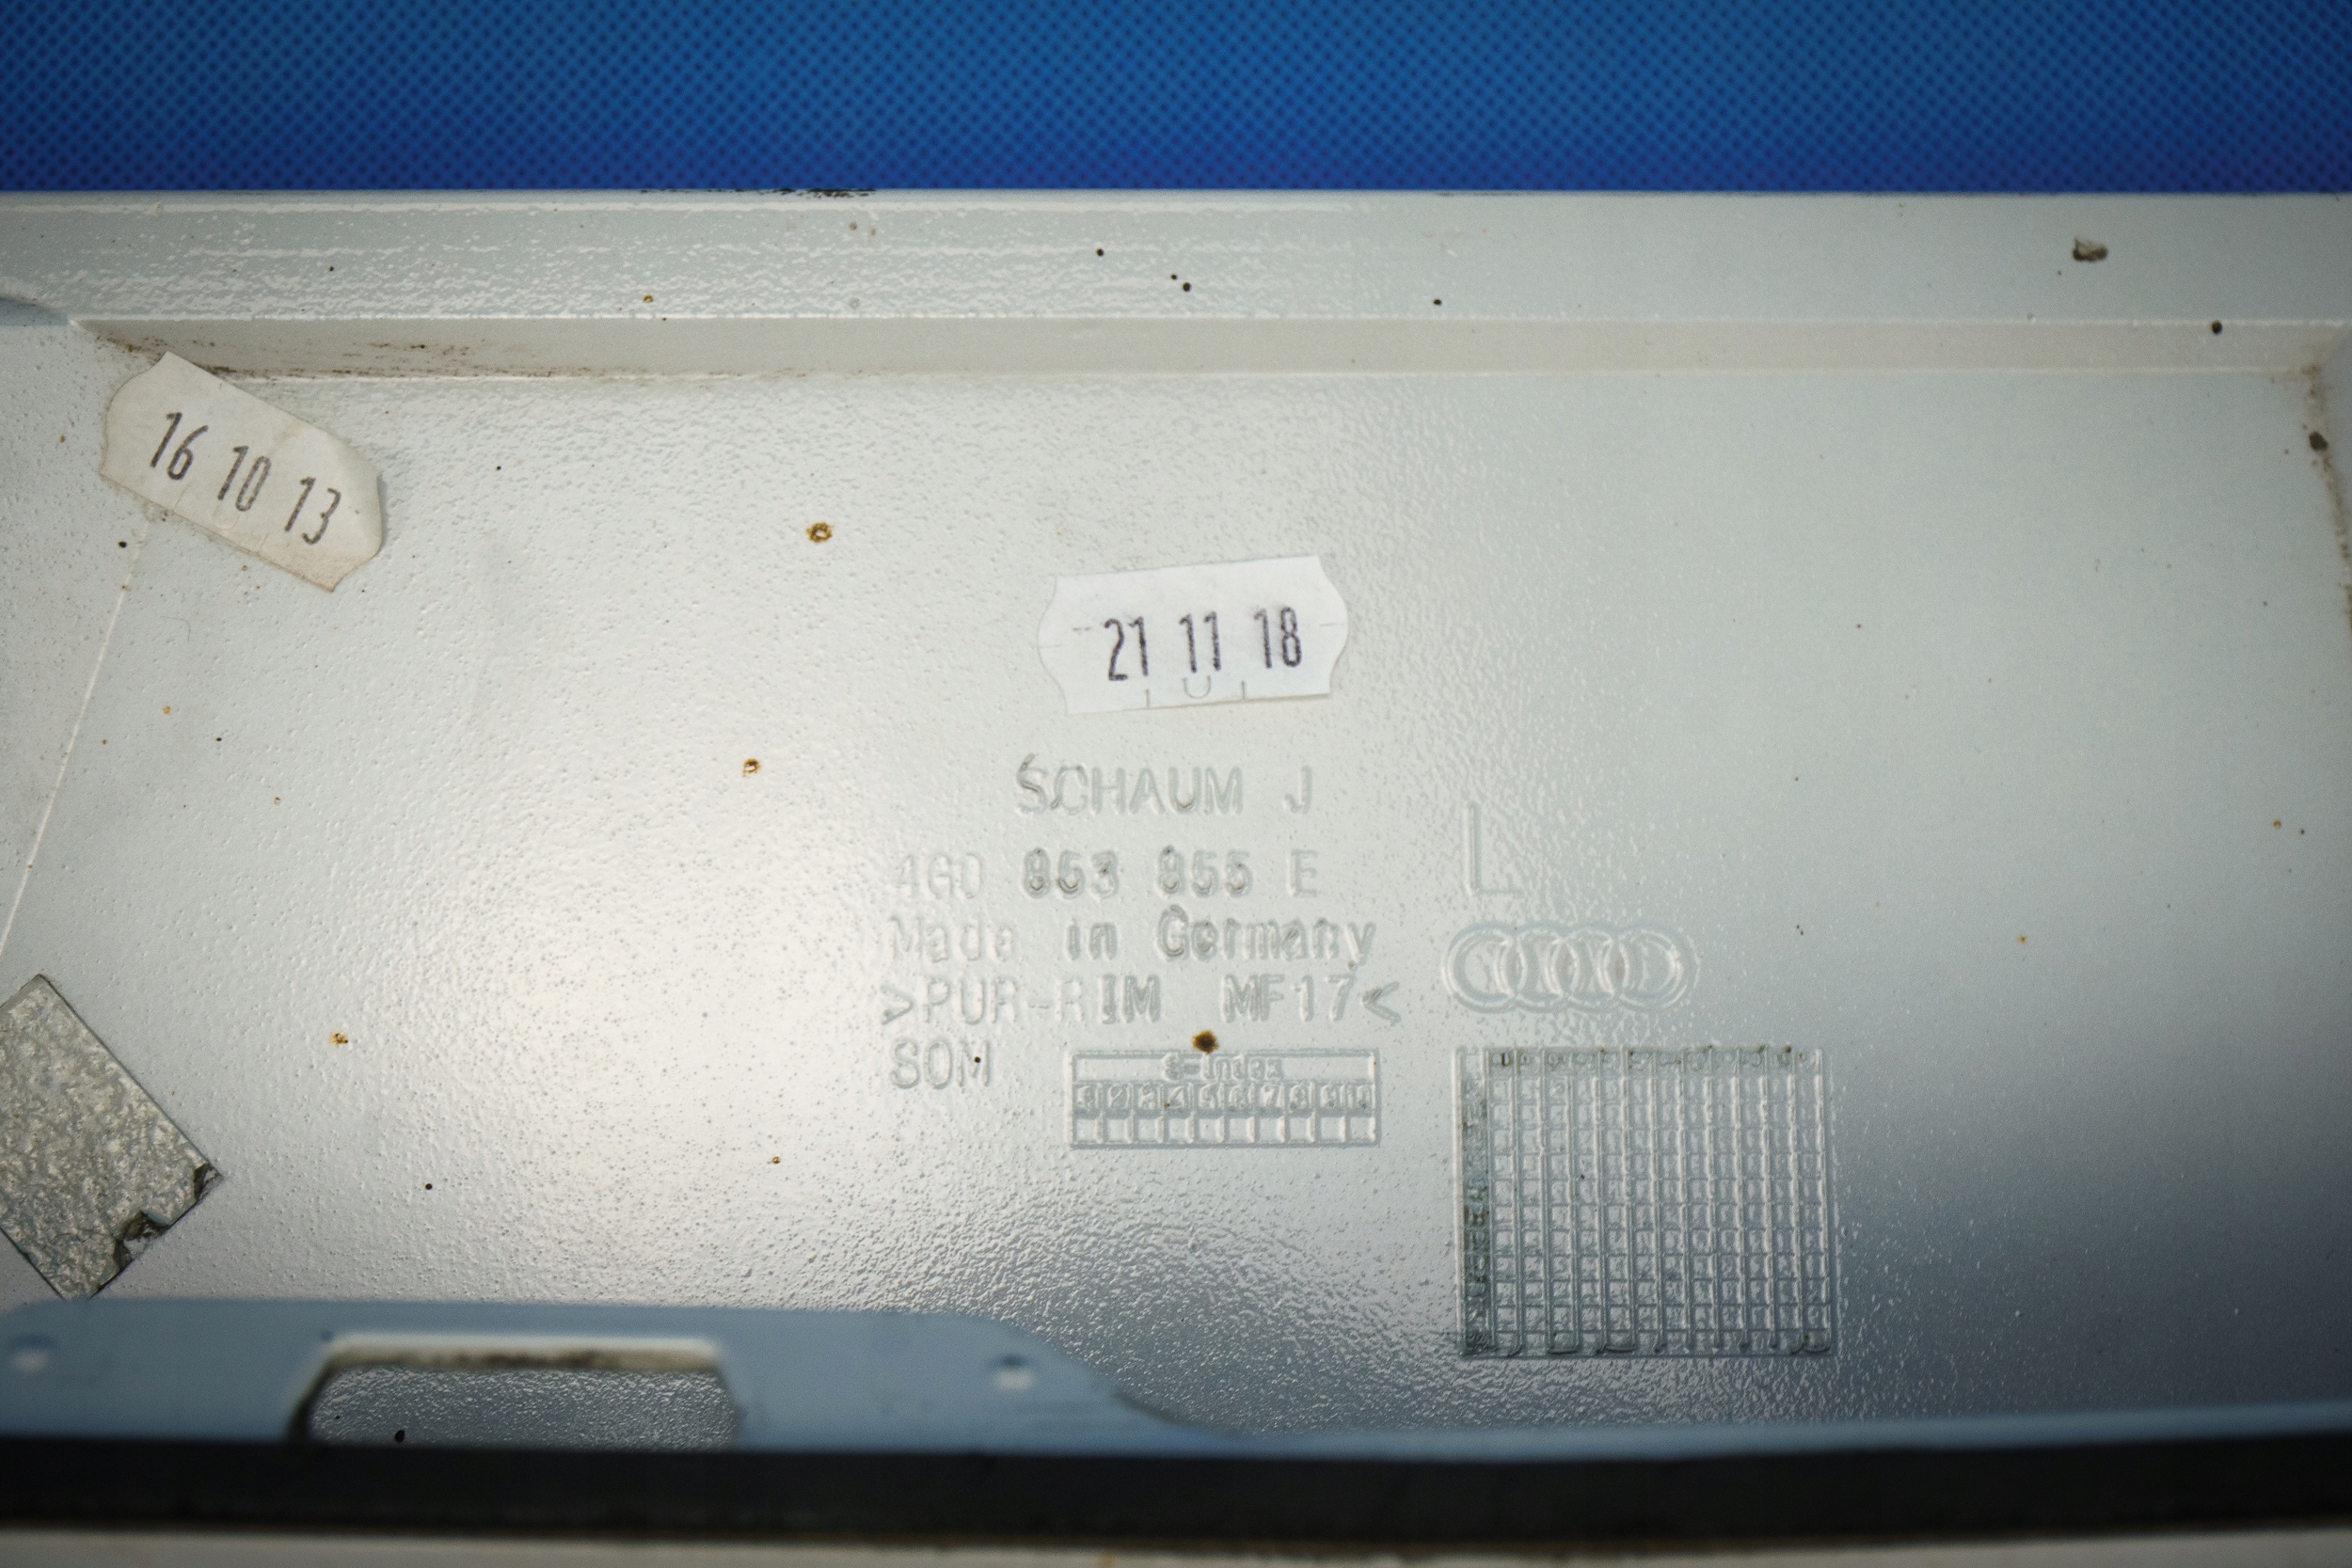 16 10 13
21 11 18
SCHAUM J
L
4G0 853 855 E
Made in Germany
>PUR-RIM MF17<
SOM
S-Index
1 2 3 4 5 6 7 8 9 10